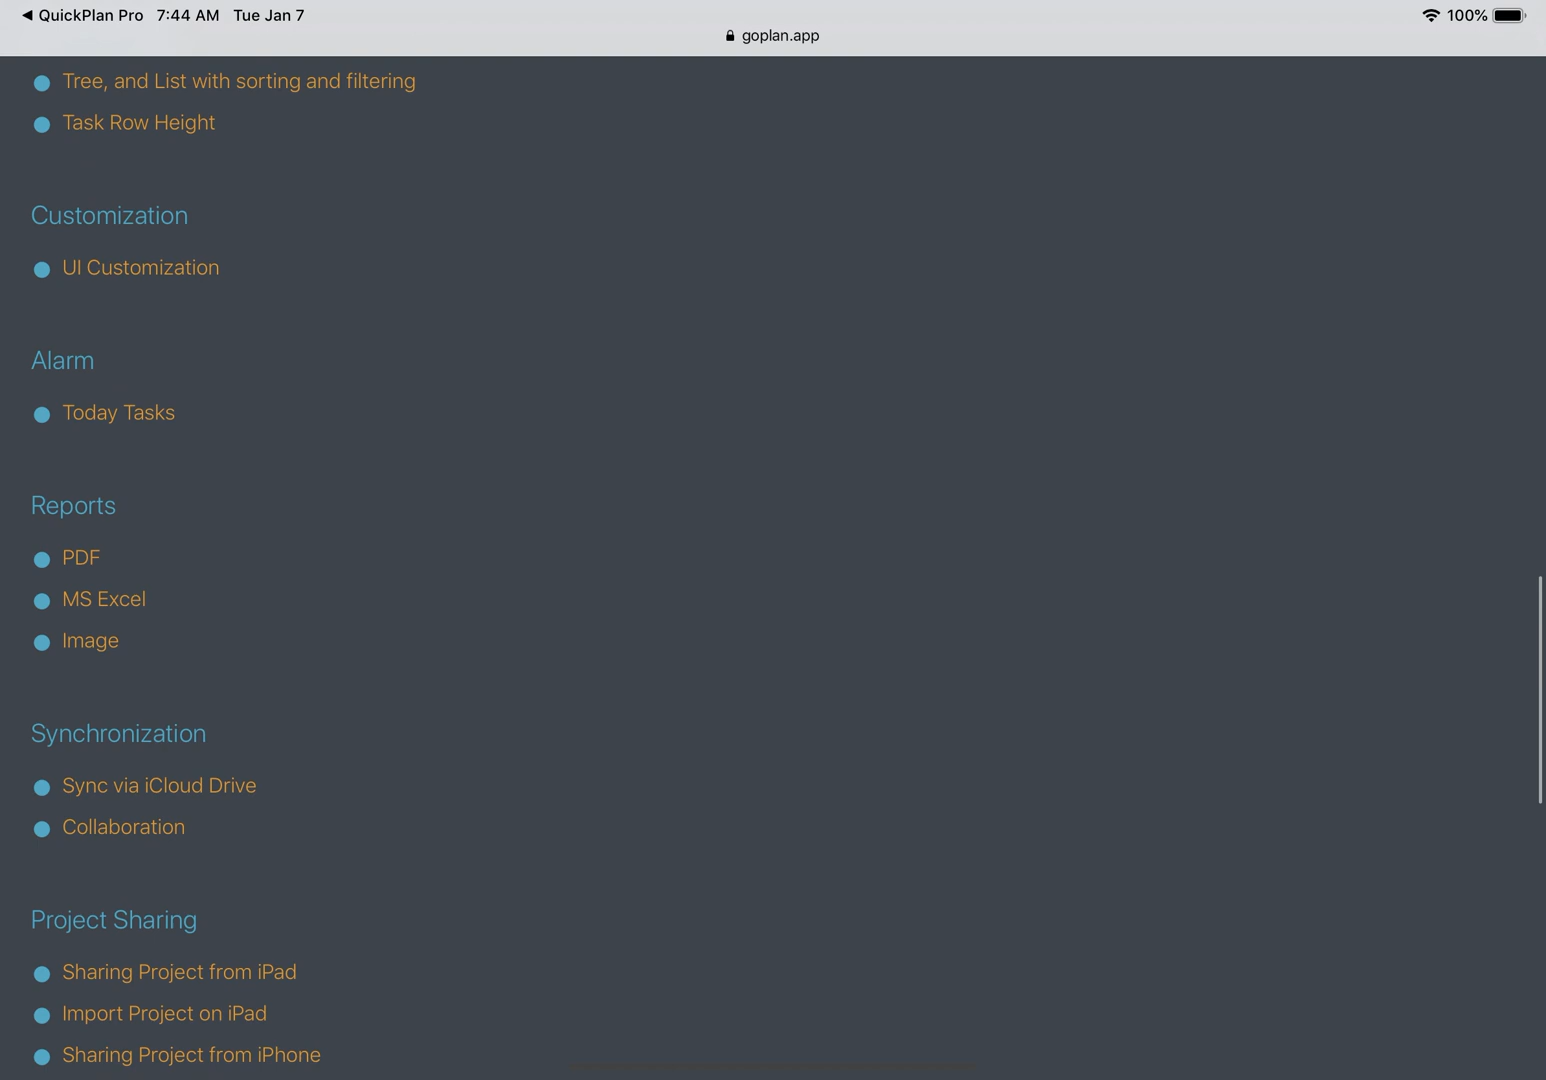 ◀ QuickPlan Pro 7:44 AM Tue Jan 7 100%
goplan.app
Tree, and List with sorting and filtering
Task Row Height
Customization
UI Customization
Alarm
Today Tasks
Reports
PDF
MS Excel
Image
Synchronization
Sync via iCloud Drive
Collaboration
Project Sharing
Sharing Project from iPad
Import Project on iPad
Sharing Project from iPhone